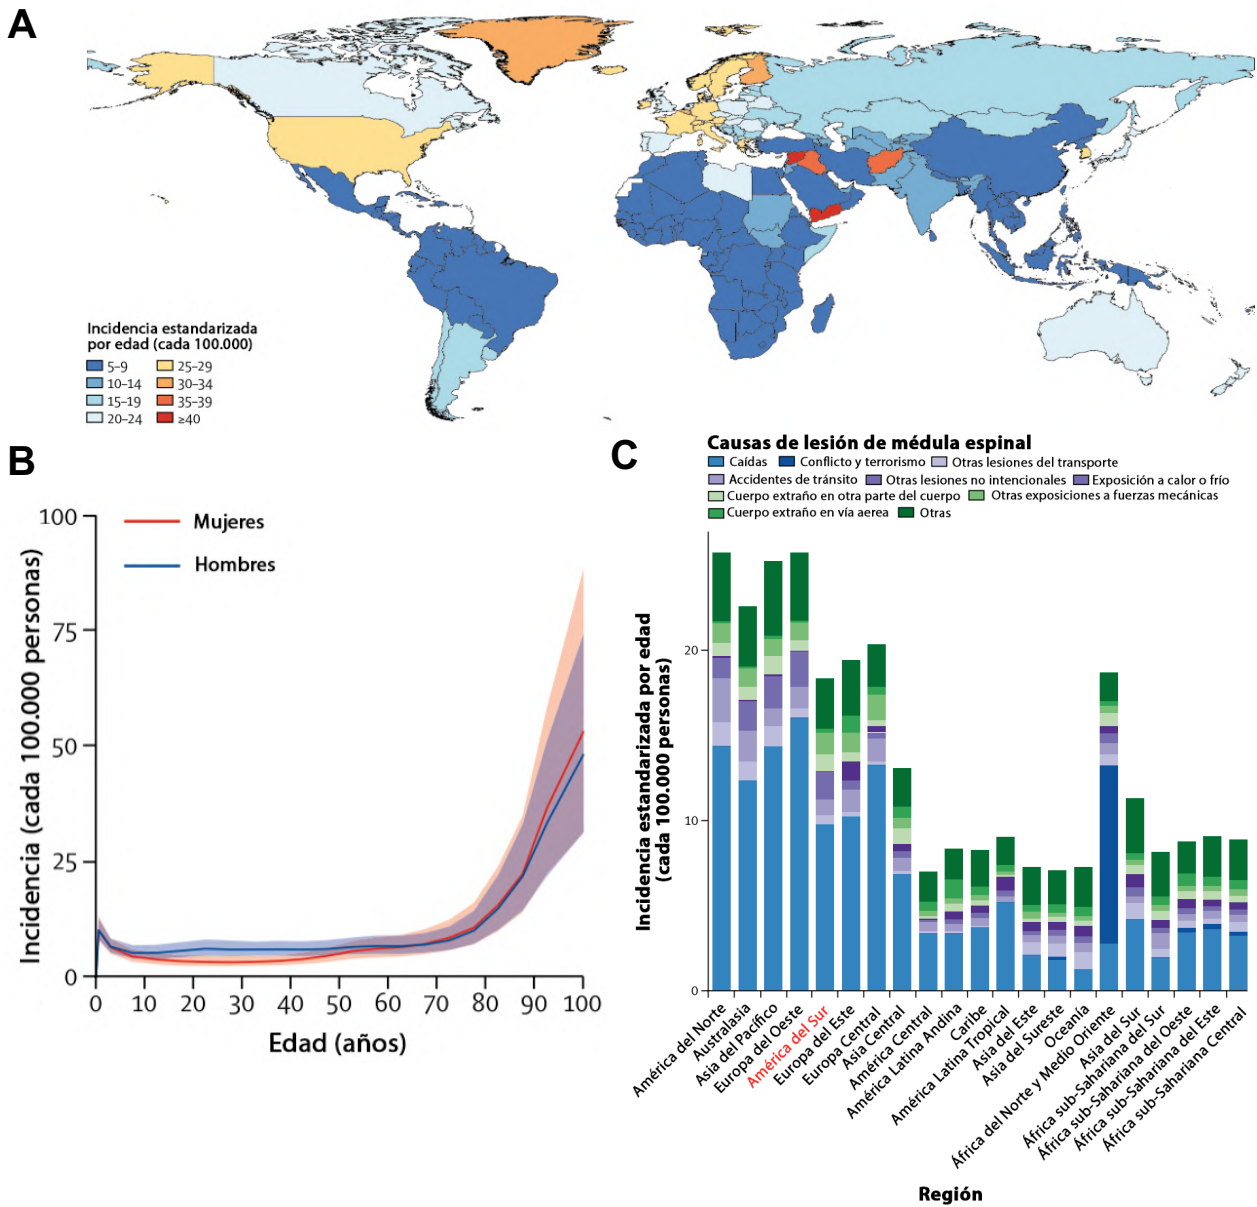 A
Incidencia estandarizada
por edad (cada 100.000)
5–9
25–29
10–14
30–34
15–19
35–39
20–24
≥40
B
100
75
50
25
0
Mujeres
Hombres
Incidencia (cada 100.000 personas)
0 10 20 30 40 50 60 70 80 90 100
Edad (años)
C
Causas de lesión de médula espinal
Caídas Conflicto y terrorismo Otras lesiones del transporte
Accidentes de tránsito Otras lesiones no intencionales Exposición a calor o frío
Cuerpo extraño en otra parte del cuerpo Otras exposiciones a fuerzas mecánicas
Cuerpo extraño en vía aerea Otras
Incidencia estandarizada por edad
(cada 100.000 personas)
20
10
0
América del Norte
Australasia
Asia del Pacífico
Europa del Oeste
América del Sur
Europa del Este
Europa Central
Asia Central
América Central
América Latina Andina
Caribe
América Latina Tropical
Asia del Este
Asia del Sureste
Oceanía
África del Norte y Medio Oriente
Asia del Sur
África sub-Sahariana del Sur
África sub-Sahariana del Oeste
África sub-Sahariana del Este
África sub-Sahariana Central
Región